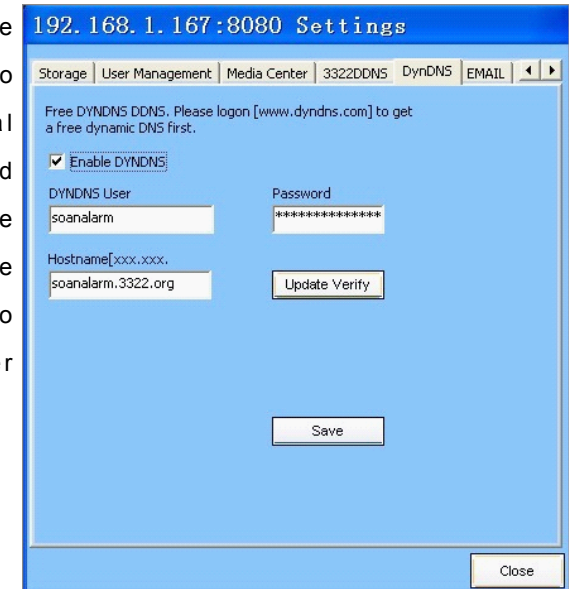 192.168.1.167:8080 Settings
Storage User Management Media Center 3322DDNS DynDNS EMAIL
Free DYNDNS DDNS. Please logon [www.dyndns.com] to get
a free dynamic DNS first.
Enable DYNDNS
DYNDNS User Password
soanalarm **************
Hostname[xxx.xxx.
soanalarm.3322.org Update Verify
Save
Close